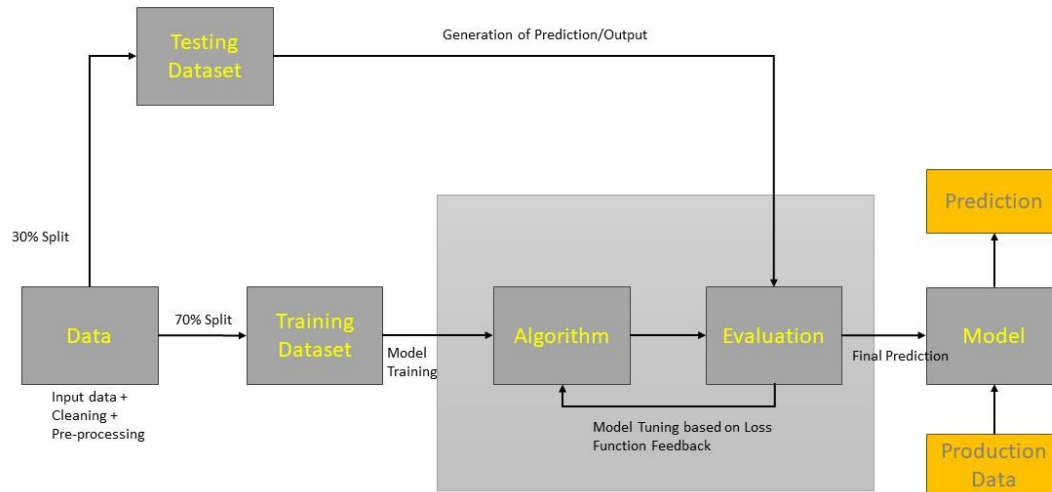 Testing
Dataset
Generation of Prediction/Output
30% Split
Prediction
Data
70% Split
Training
Dataset
Model
Training
Algorithm
Evaluation
Final Prediction
Model
Input data +
Cleaning +
Pre-processing
Model Tuning based on Loss
Function Feedback
Production
Data